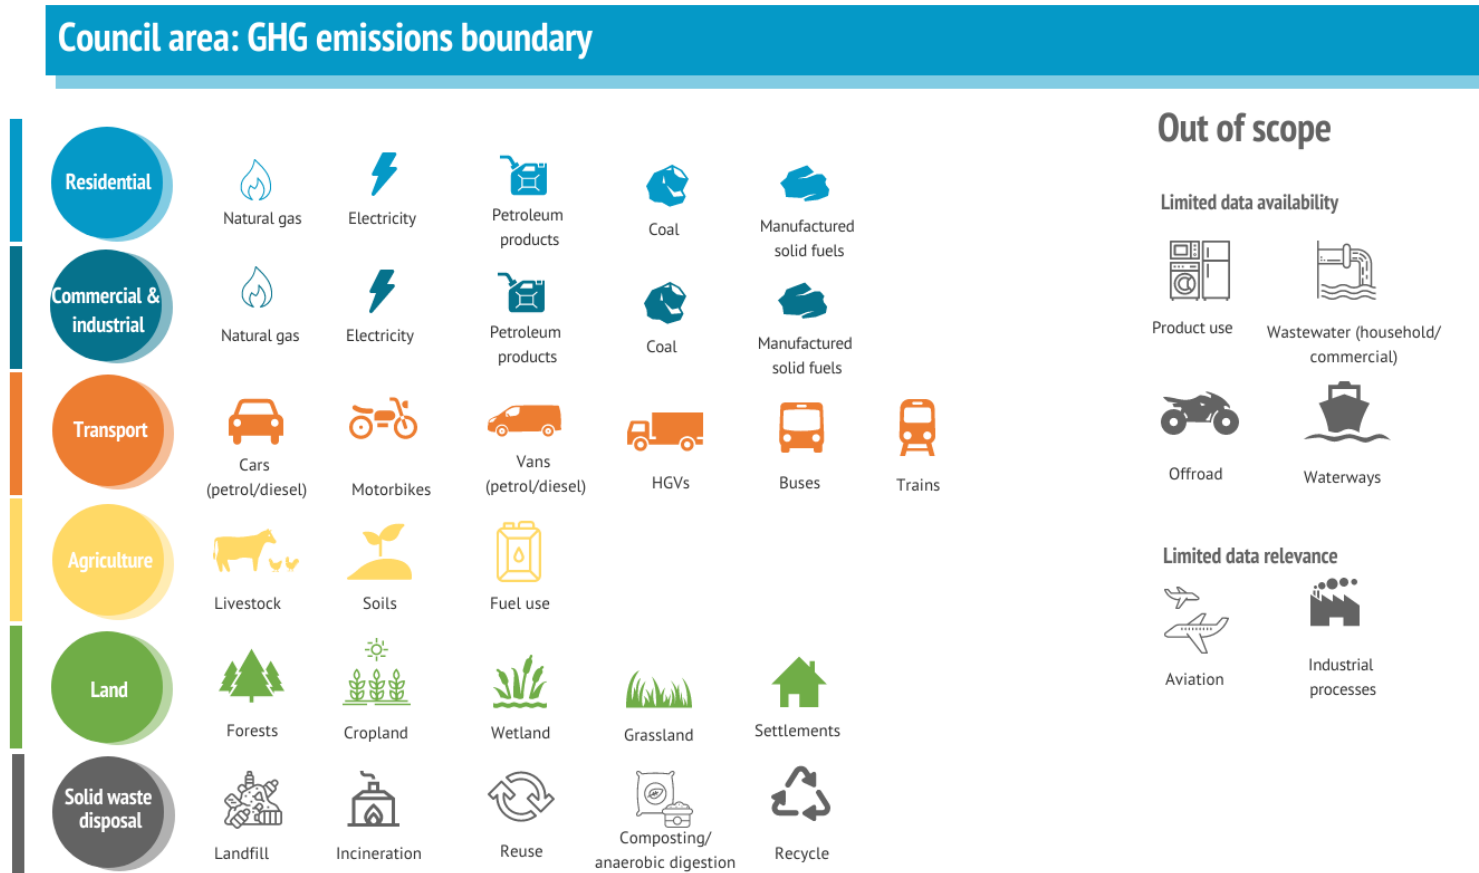 Council area: GHG emissions boundary
Out of scope
Residential
Natural gas
Electricity
Petroleum
products
Coal
Manufactured
solid fuels
Commercial &
industrial
Natural gas
Electricity
Petroleum
products
Coal
Manufactured
solid fuels
Transport
Cars
(petrol/diesel)
Motorbikes
Vans
(petrol/diesel)
HGVs
Buses
Trains
Agriculture
Livestock
Soils
Fuel use
Land
Forests
Cropland
Wetland
Grassland
Settlements
Solid waste
disposal
Landfill
Incineration
Reuse
Composting/
anaerobic digestion
Recycle
Limited data availability
Product use
Wastewater (household/
commercial)
Offroad
Waterways
Limited data relevance
Aviation
Industrial
processes